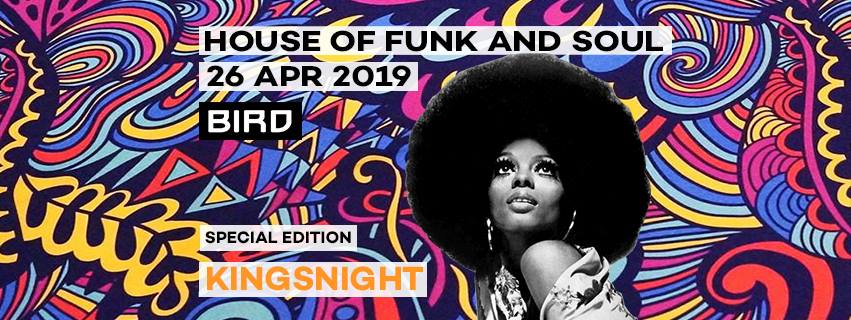 HOUSE OF FUNK AND SOUL
26 APR 2019
BIRD
SPECIAL EDITION
KINGSNIGHT